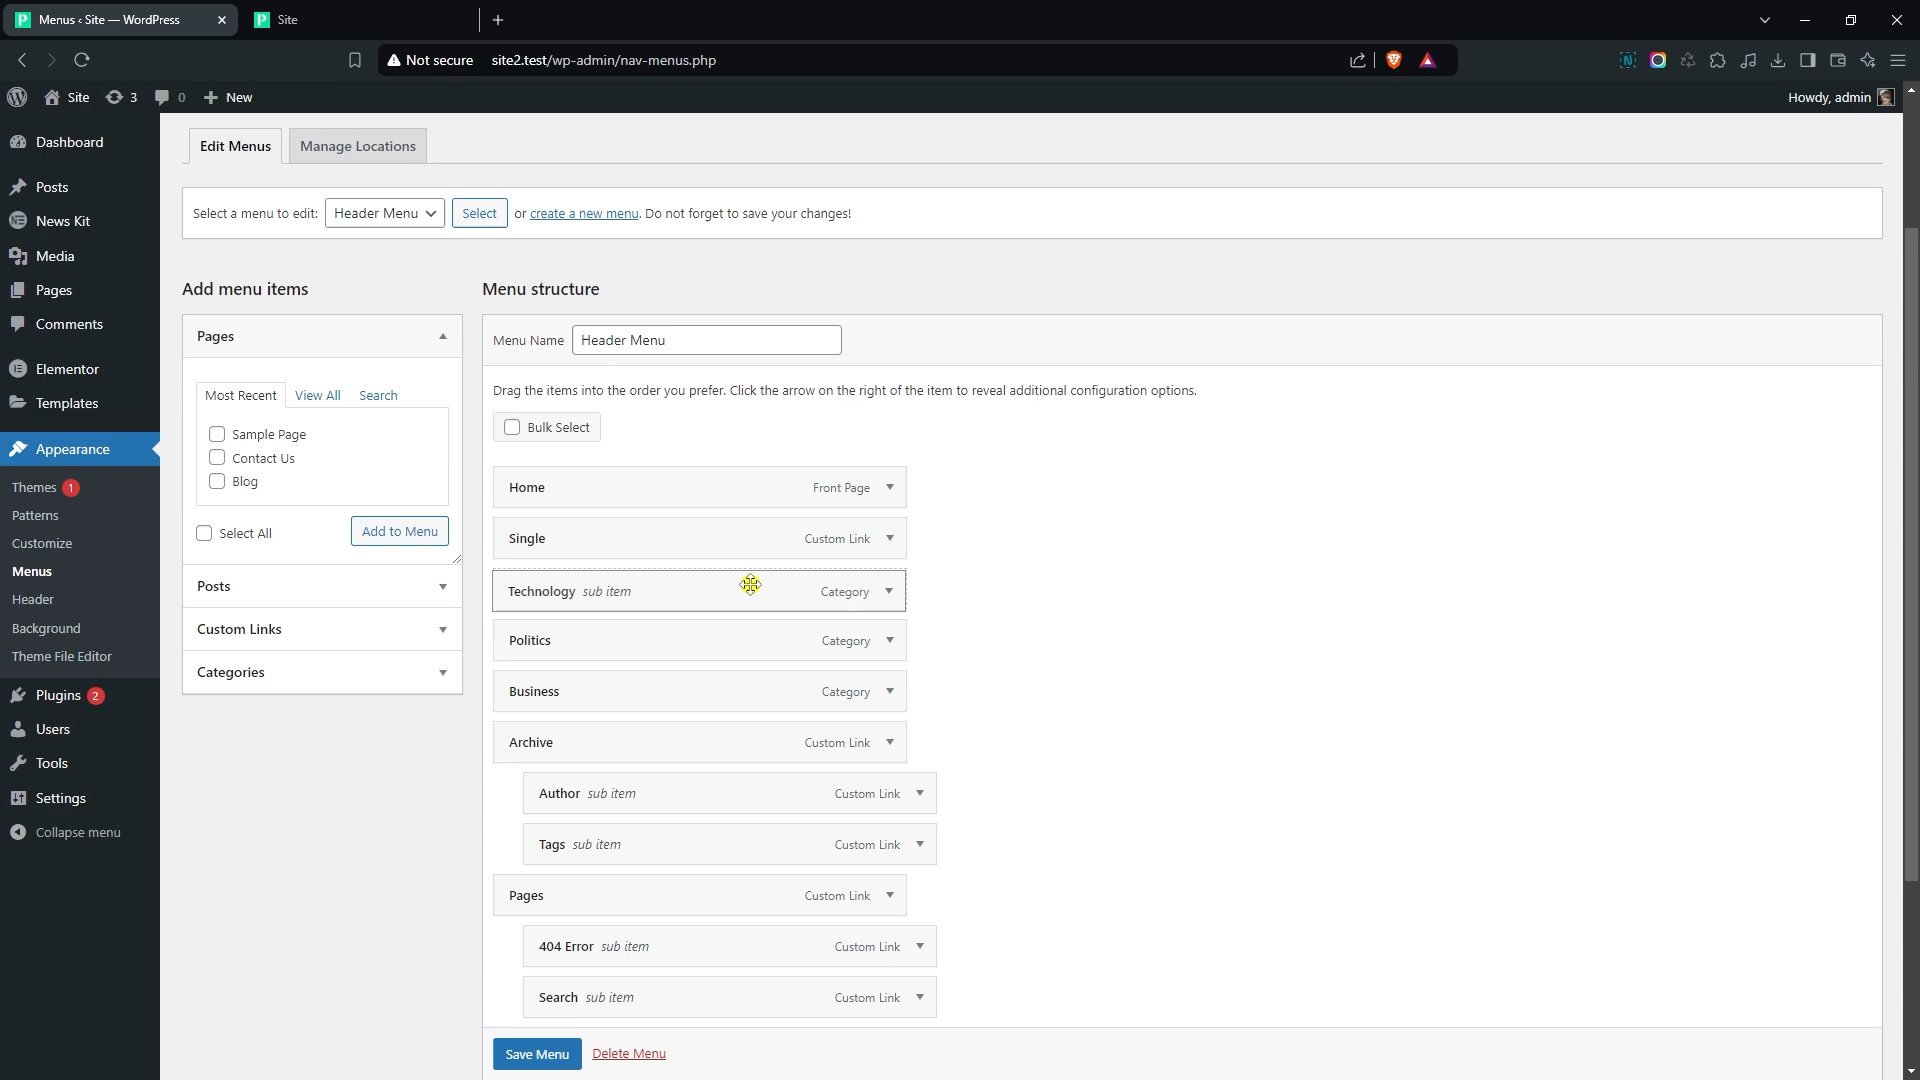 Menus ‹ Site — WordPress
Site
Not secure site2.test/wp-admin/nav-menus.php
Site 3 0 New
Howdy, admin
Dashboard
Posts
News Kit
Media
Pages
Comments
Elementor
Templates
Appearance
Themes 1
Patterns
Customize
Menus
Header
Background
Theme File Editor
Plugins 2
Users
Tools
Settings
Collapse menu
Edit Menus
Manage Locations
Select a menu to edit: Header Menu Select or create a new menu. Do not forget to save your changes!
Add menu items
Pages
Most Recent View All Search
Sample Page
Contact Us
Blog
Select All Add to Menu
Posts
Custom Links
Categories
Menu structure
Menu Name Header Menu
Drag the items into the order you prefer. Click the arrow on the right of the item to reveal additional configuration options.
Bulk Select
Home Front Page
Single Custom Link
Technology sub item Category
Politics Category
Business Category
Archive Custom Link
Author sub item Custom Link
Tags sub item Custom Link
Pages Custom Link
404 Error sub item Custom Link
Search sub item Custom Link
Save Menu Delete Menu